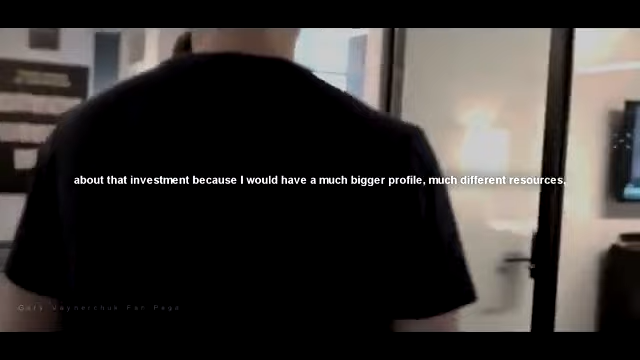 about that investment because I would have a much bigger profile, much different resources,
Gary Vaynerchuk Fan Page